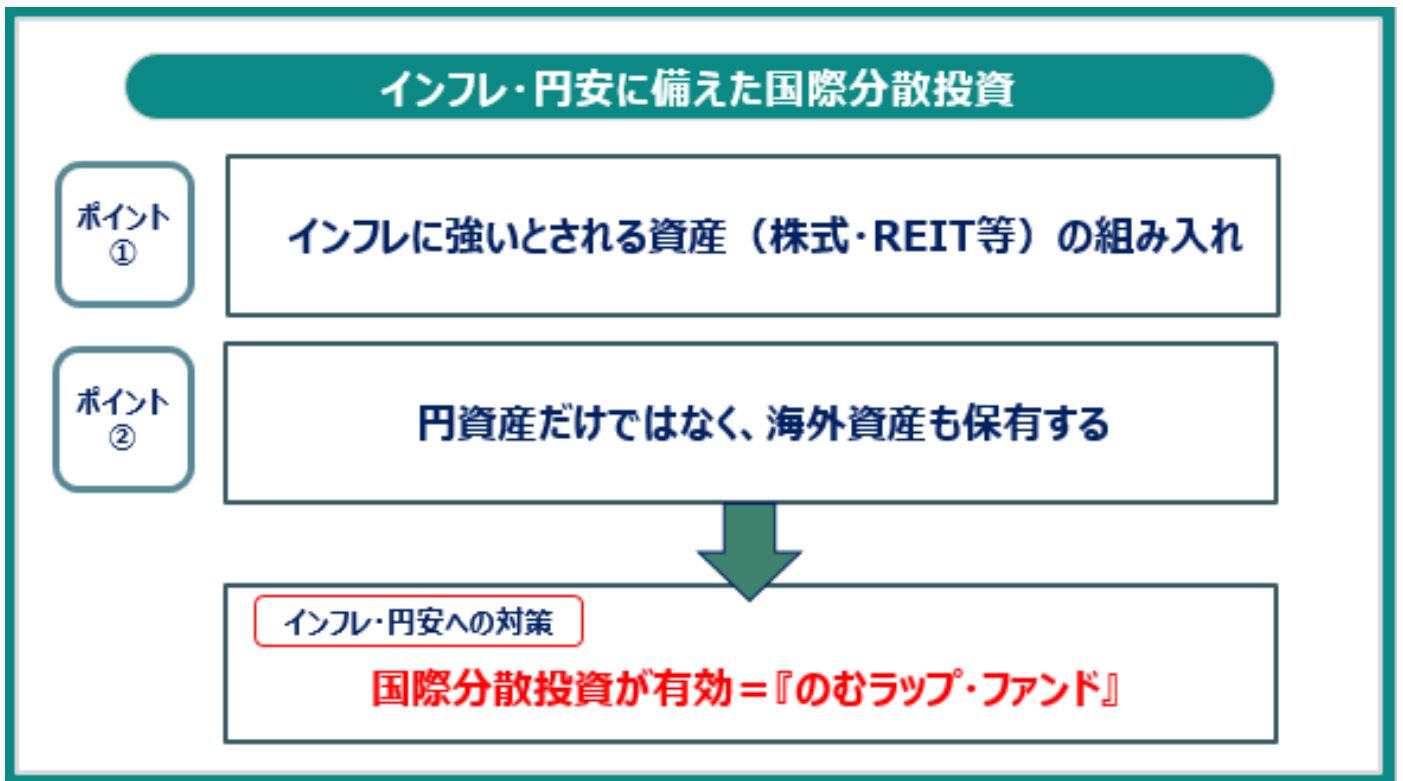 インフレ・円安に備えた国際分散投資
ポイント
①
インフレに強いとされる資産（株式・REIT等）の組み入れ
ポイント
②
円資産だけではなく、海外資産も保有する
インフレ・円安への対策
国際分散投資が有効＝『のむラップ・ファンド』